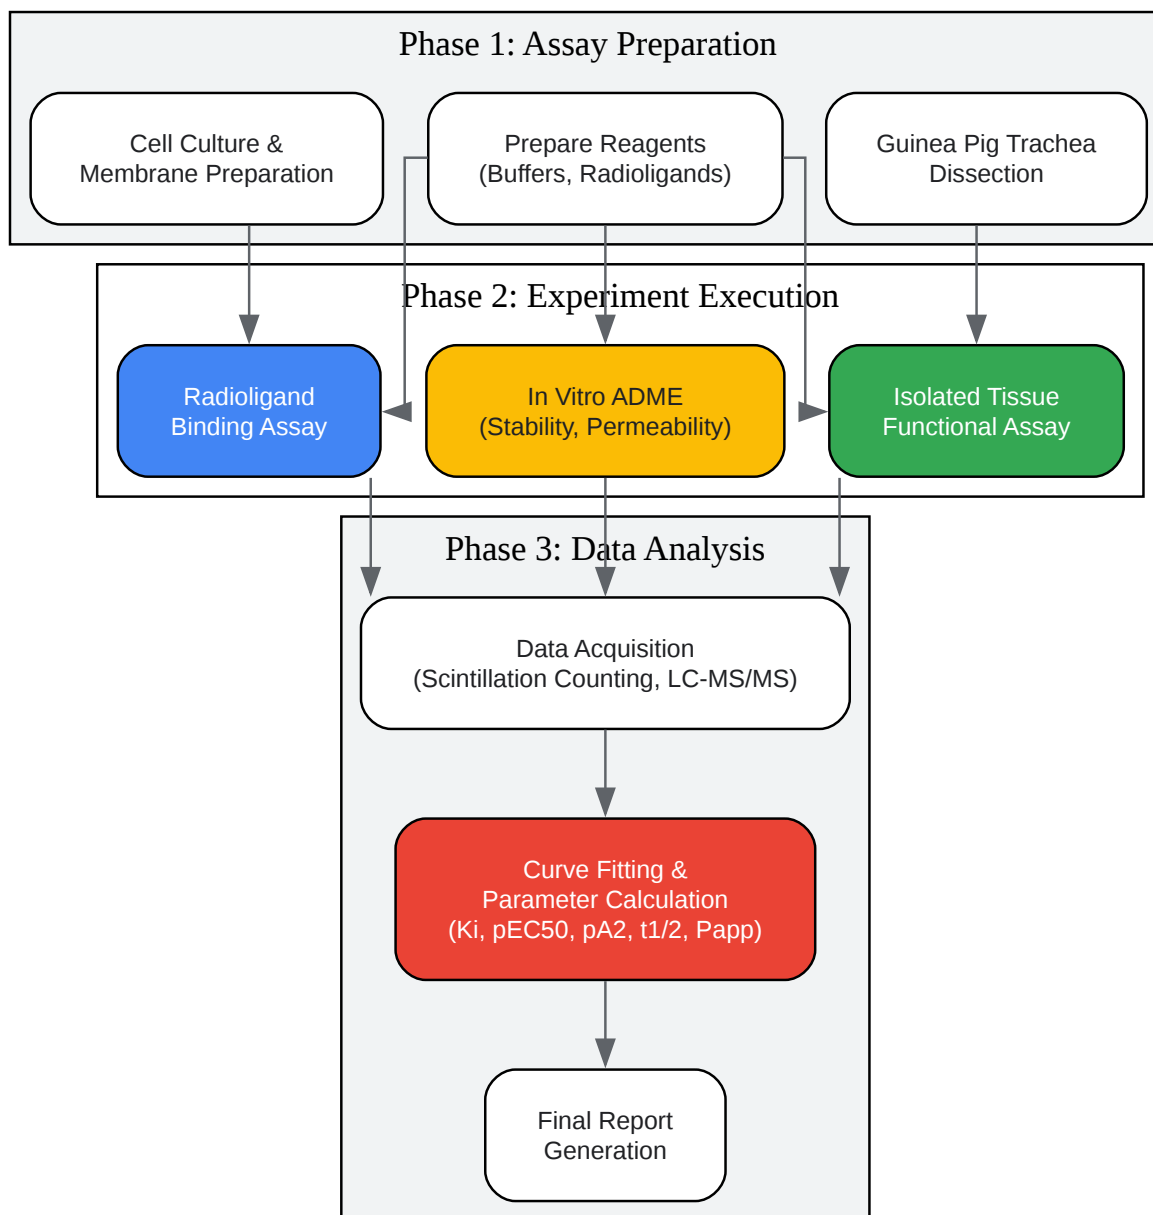 Phase 1: Assay Preparation
Cell Culture &
Membrane Preparation
Prepare Reagents
(Buffers, Radioligands)
Guinea Pig Trachea
Dissection
Phase 2: Experiment Execution
Radioligand
Binding Assay
In Vitro ADME
(Stability, Permeability)
Isolated Tissue
Functional Assay
Phase 3: Data Analysis
Data Acquisition
(Scintillation Counting, LC-MS/MS)
Curve Fitting &
Parameter Calculation
(Ki, pEC50, pA2, t1/2, Papp)
Final Report
Generation